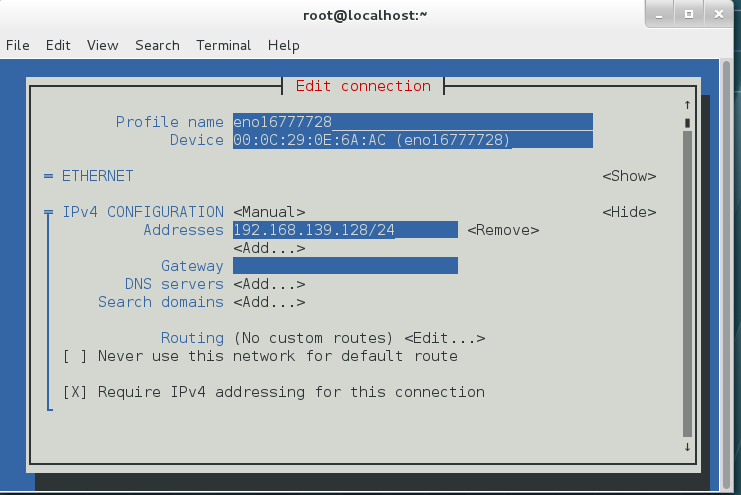 root@localhost:~
File Edit View Search Terminal Help
Edit connection
Profile name eno16777728
Device 00:0C:29:0E:6A:AC (eno16777728)
= ETHERNET <Show>
= IPv4 CONFIGURATION <Manual> <Hide>
Addresses 192.168.139.128/24 <Remove>
<Add...>
Gateway
DNS servers <Add...>
Search domains <Add...>
Routing (No custom routes) <Edit...>
[ ] Never use this network for default route
[X] Require IPv4 addressing for this connection